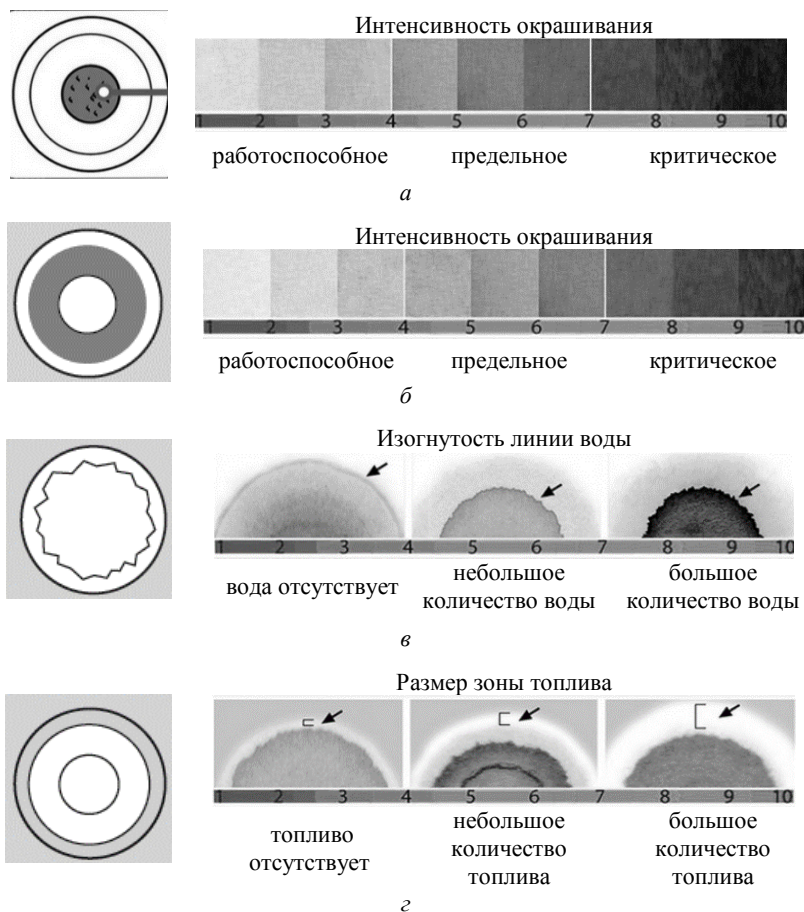 Интенсивность окрашивания
1 2 3 4 5 6 7 8 9 10
работоспособное предельное критическое
а
Интенсивность окрашивания
1 2 3 4 5 6 7 8 9 10
работоспособное предельное критическое
б
Изогнутость линии воды
1 2 3 4 5 6 7 8 9 10
вода отсутствует
небольшое
количество воды
большое
количество воды
в
Размер зоны топлива
1 2 3 4 5 6 7 8 9 10
топливо
отсутствует
небольшое
количество
топлива
большое
количество
топлива
г